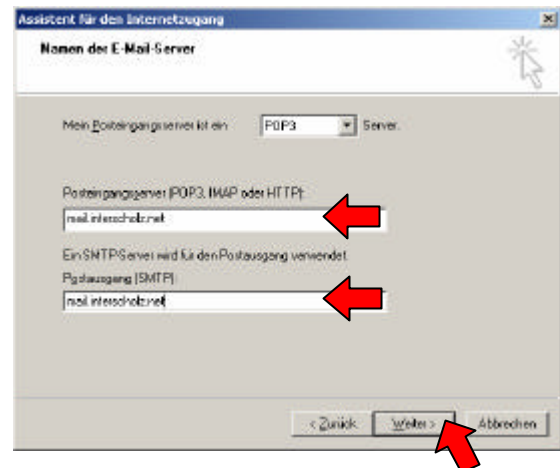 Assistent für den Internetzugang
Namen der E-Mail-Server
Mein Posteingangsserver ist ein POP3 Server.
Posteingangsserver (POP3, IMAP oder HTTP):
mail.interscholz.net
Ein SMTP-Server wird für den Postausgang verwendet.
Postausgang (SMTP):
mail.interscholz.net
< Zurück Weiter > Abbrechen